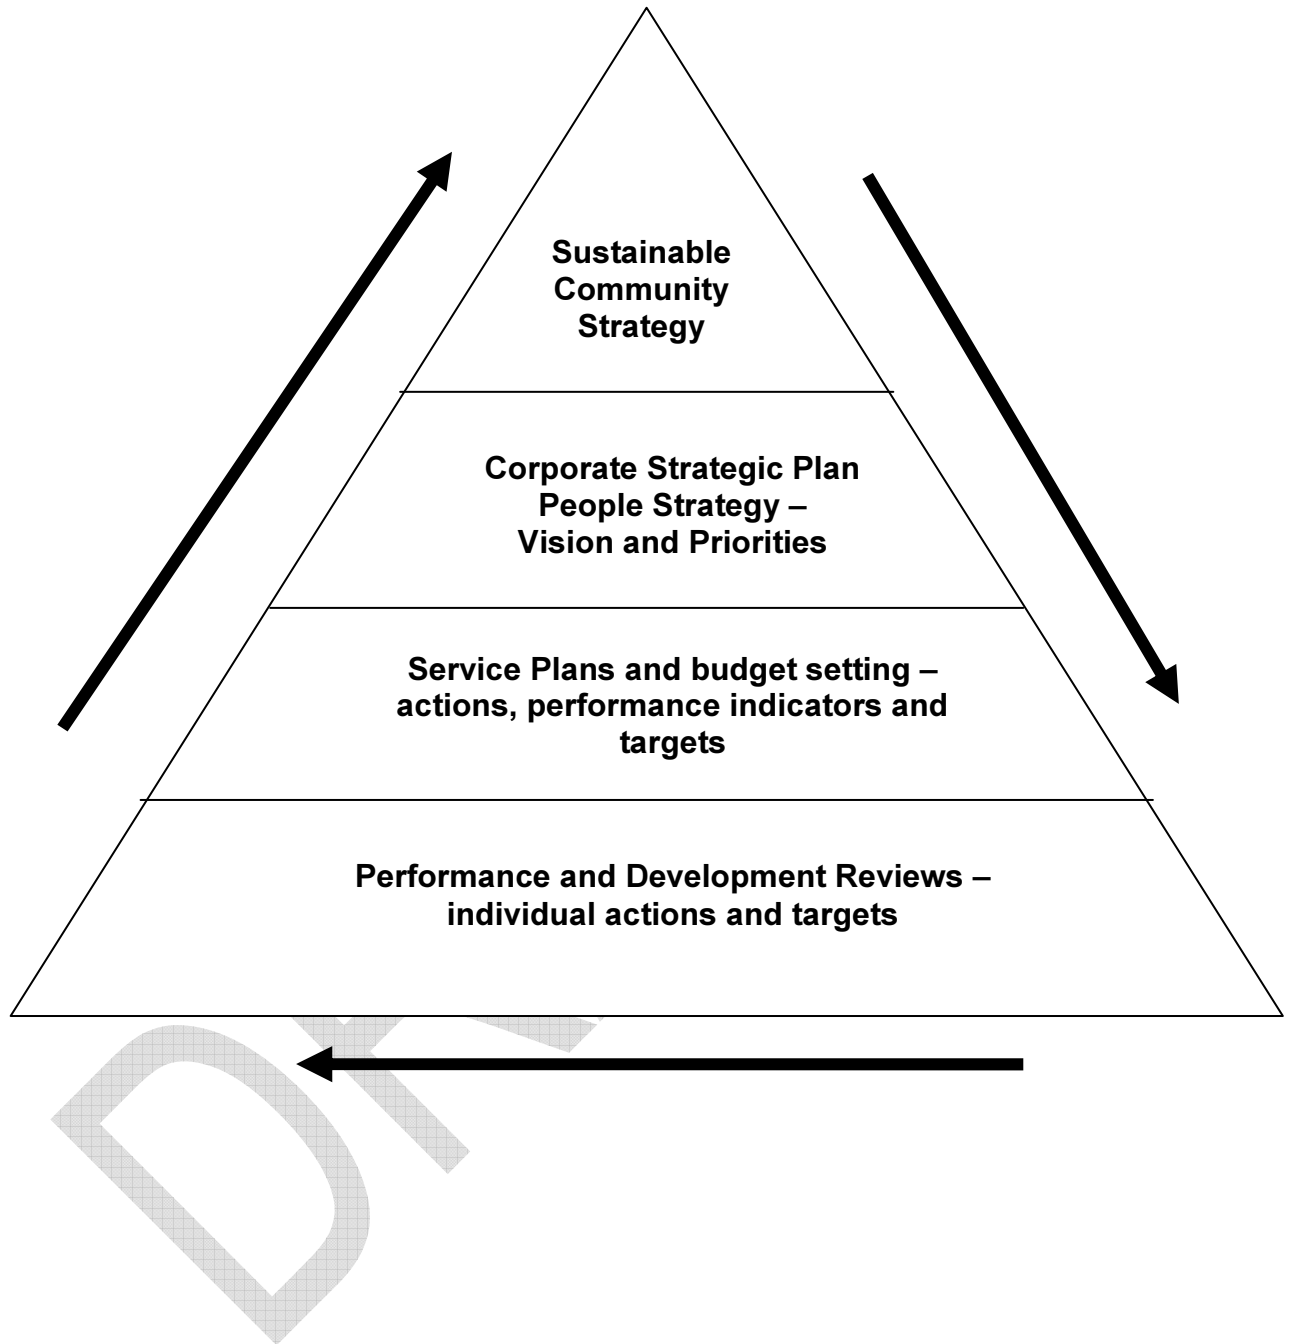 Sustainable
Community
Strategy
Corporate Strategic Plan
People Strategy –
Vision and Priorities
Service Plans and budget setting –
actions, performance indicators and
targets
Performance and Development Reviews –
individual actions and targets